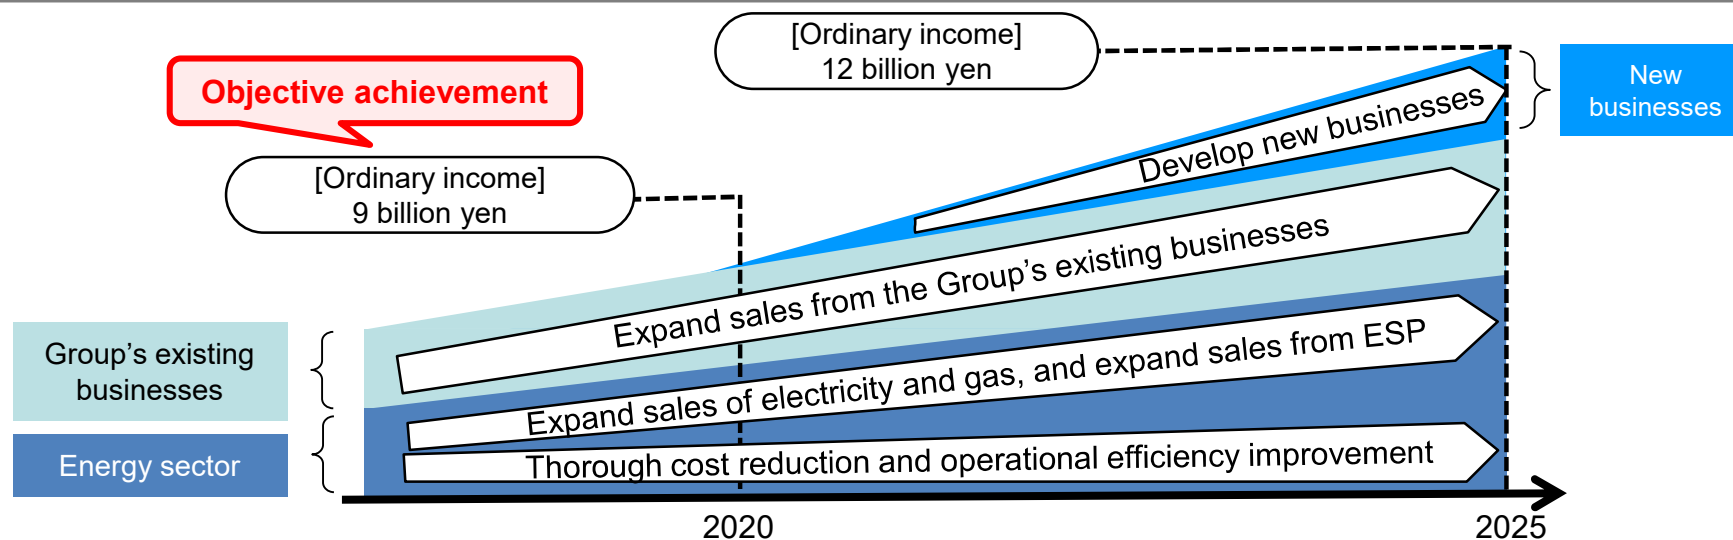 [Ordinary income]
12 billion yen
New
businesses
Objective achievement
Develop new businesses
[Ordinary income]
9 billion yen
Expand sales from the Group’s existing businesses
Group’s existing
businesses
Expand sales of electricity and gas, and expand sales from ESP
Energy sector
Thorough cost reduction and operational efficiency improvement
2020
2025